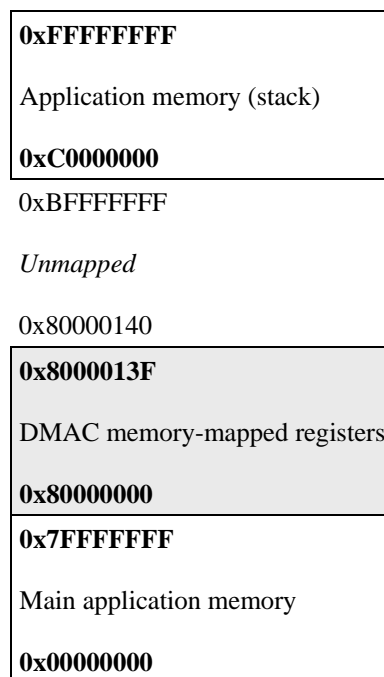 0xFFFFFFFF
Application memory (stack)
0xC0000000
0xBFFFFFFF
Unmapped
0x80000140
0x8000013F
DMAC memory-mapped registers
0x80000000
0x7FFFFFFF
Main application memory
0x00000000